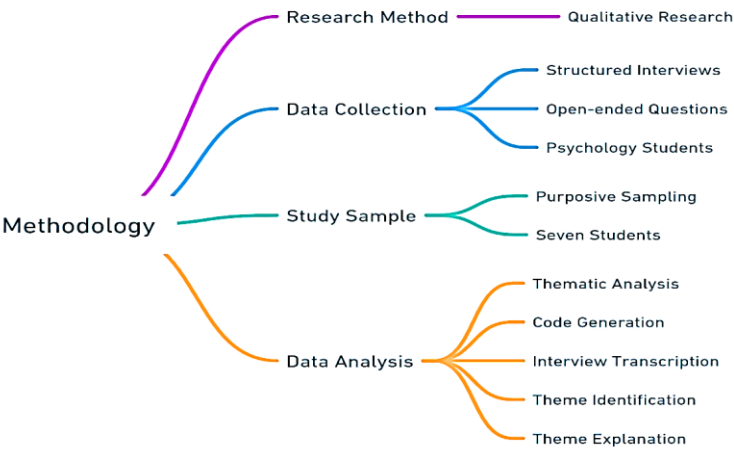 Methodology
Research Method
Qualitative Research
Data Collection
Structured Interviews
Open-ended Questions
Psychology Students
Study Sample
Purposive Sampling
Seven Students
Data Analysis
Thematic Analysis
Code Generation
Interview Transcription
Theme Identification
Theme Explanation